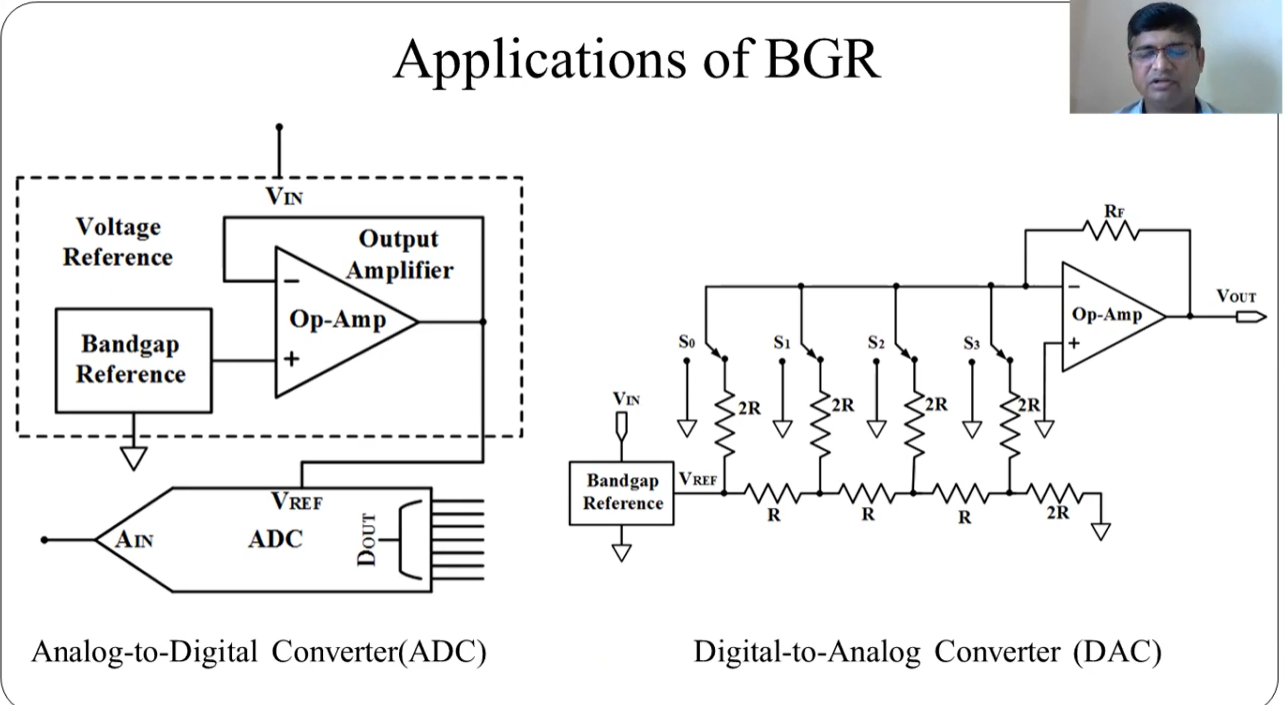 Applications of BGR
VIN
Voltage
Reference
Output
Amplifier
−
Op-Amp
+
Bandgap
Reference
VREF
AIN
ADC
DOUT
Analog-to-Digital Converter(ADC)
RF
−
Op-Amp
+
VOUT
S0
S1
S2
S3
2R
2R
2R
2R
VIN
Bandgap
Reference
VREF
R
R
R
2R
Digital-to-Analog Converter (DAC)